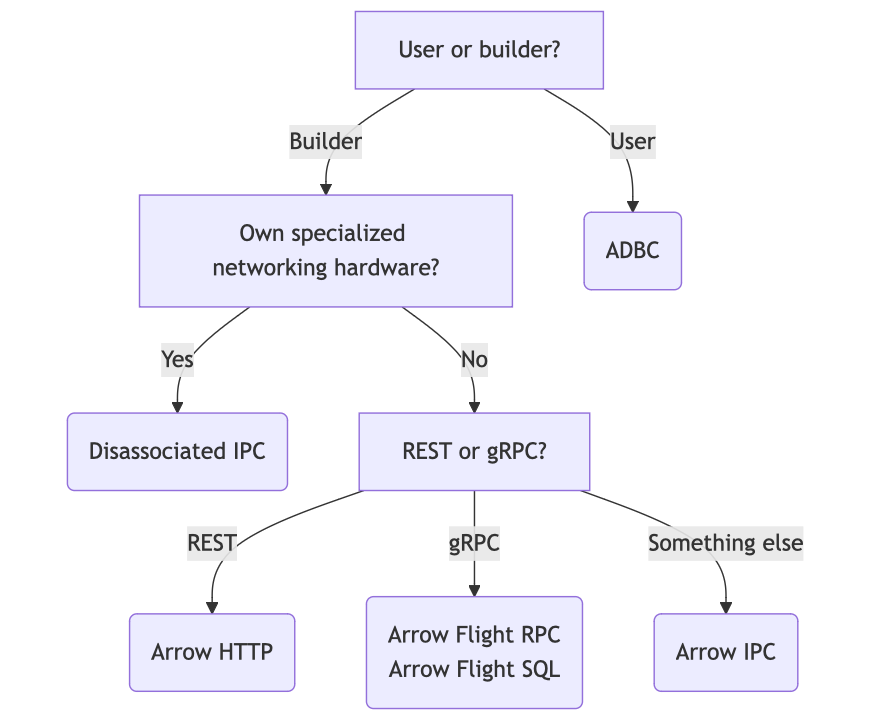 User or builder?
Builder
User
Own specialized
networking hardware?
ADBC
Yes
No
Disassociated IPC
REST or gRPC?
REST
gRPC
Something else
Arrow HTTP
Arrow Flight RPC
Arrow Flight SQL
Arrow IPC